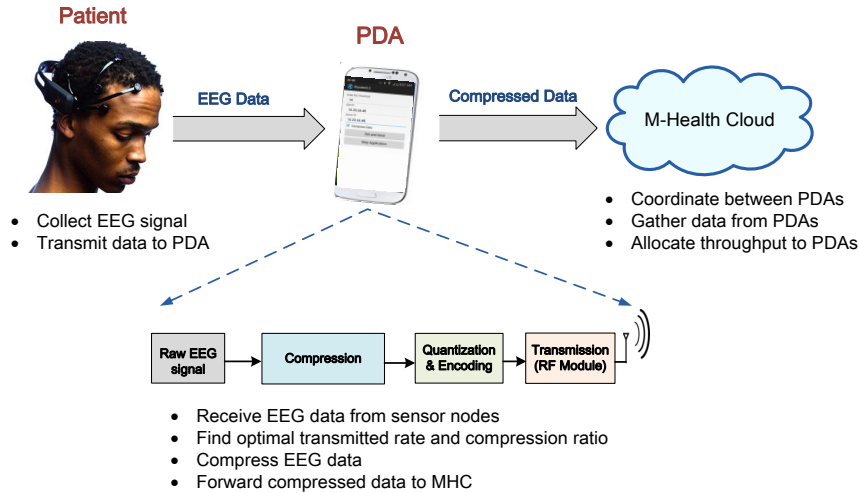 Patient
PDA
EEG Data
Compressed Data
M-Health Cloud
• Collect EEG signal
• Transmit data to PDA
• Coordinate between PDAs
• Gather data from PDAs
• Allocate throughput to PDAs
Raw EEG
signal
Compression
Quantization
& Encoding
Transmission
(RF Module)
• Receive EEG data from sensor nodes
• Find optimal transmitted rate and compression ratio
• Compress EEG data
• Forward compressed data to MHC